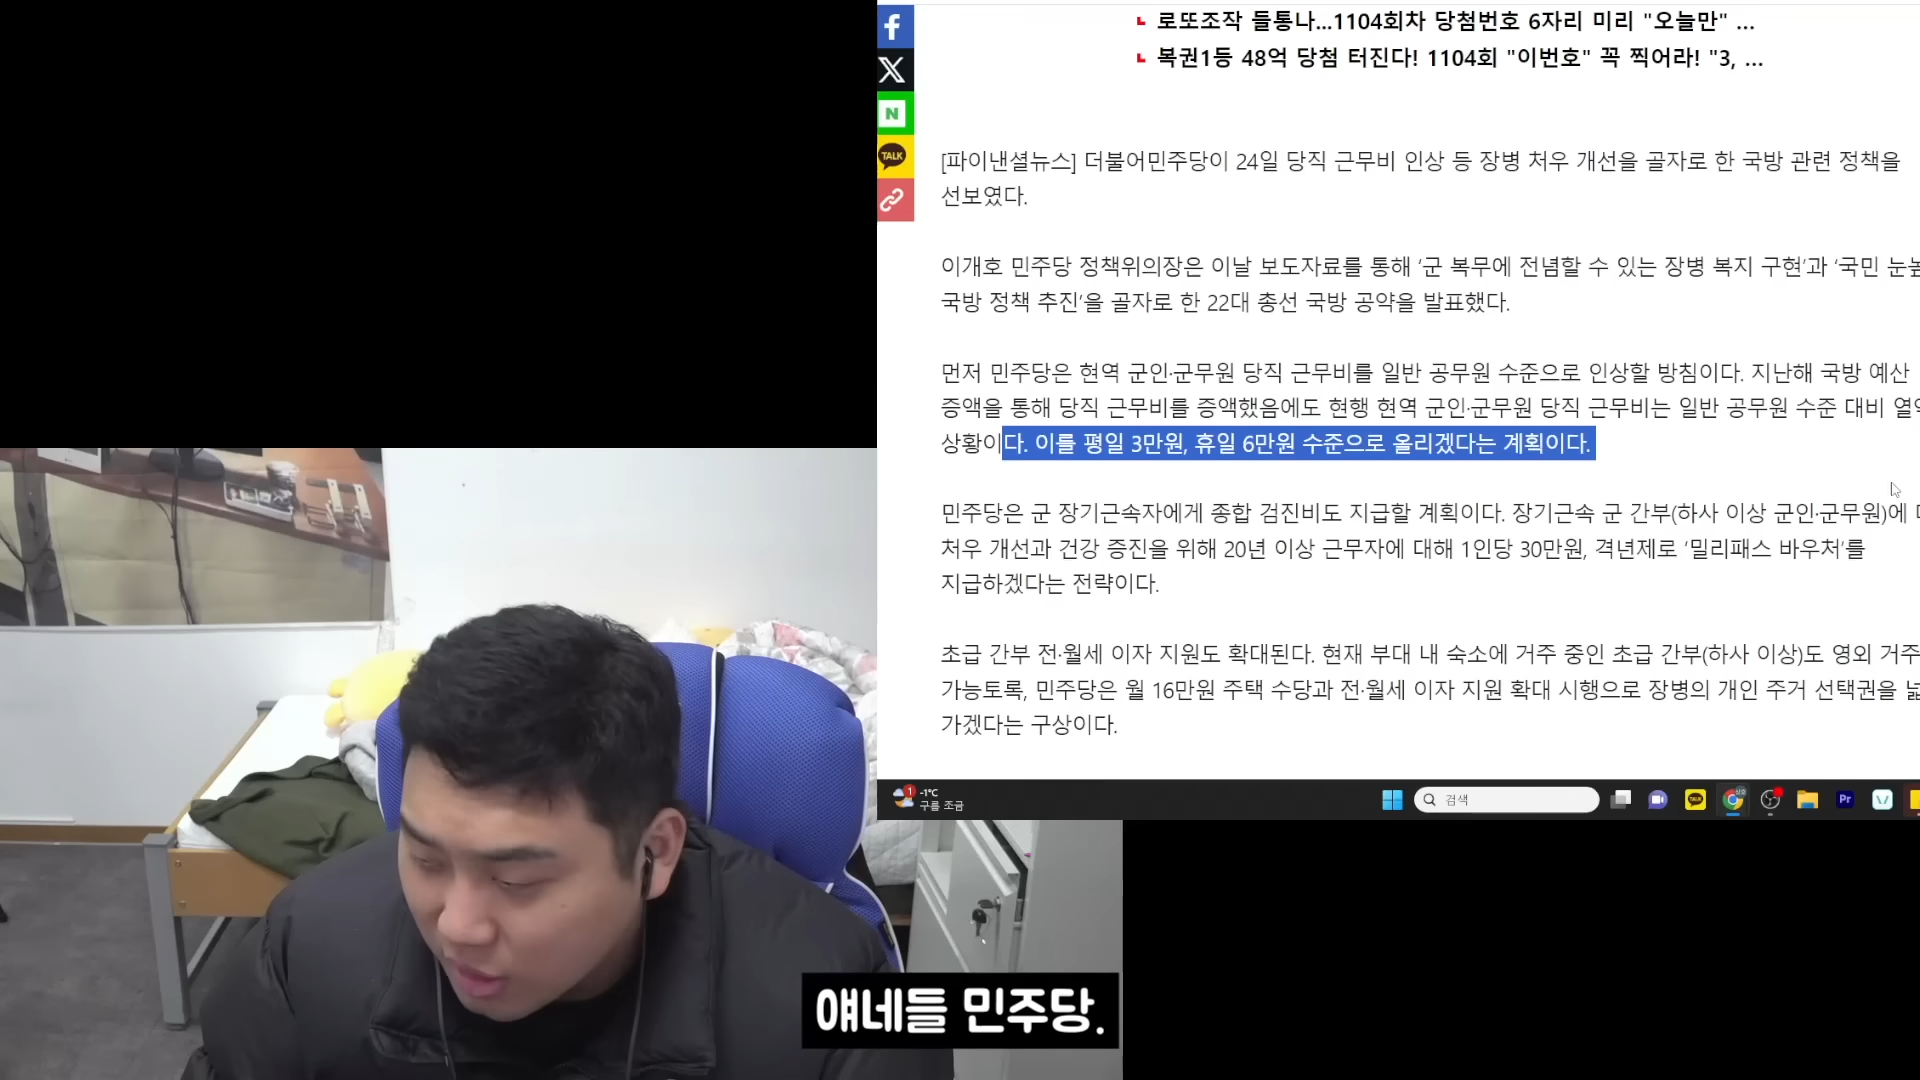 로또조작 들통나...1104회차 당첨번호 6자리 미리 "오늘만" ...
복권1등 48억 당첨 터진다! 1104회 "이번호" 꼭 찍어라! "3, ...
N
TALK
[파이낸셜뉴스] 더불어민주당이 24일 당직 근무비 인상 등 장병 처우 개선을 골자로 한 국방 관련 정책을
선보였다.
이개호 민주당 정책위의장은 이날 보도자료를 통해 ‘군 복무에 전념할 수 있는 장병 복지 구현’과 ‘국민 눈높
국방 정책 추진’을 골자로 한 22대 총선 국방 공약을 발표했다.
먼저 민주당은 현역 군인·군무원 당직 근무비를 일반 공무원 수준으로 인상할 방침이다. 지난해 국방 예산
증액을 통해 당직 근무비를 증액했음에도 현행 현역 군인·군무원 당직 근무비는 일반 공무원 수준 대비
상황이다. 이를 평일 3만원, 휴일 6만원 수준으로 올리겠다는 계획이다.
민주당은 군 장기근속자에게 종합 검진비도 지급할 계획이다. 장기근속 군 간부(하사 이상 군인·군무원)에
처우 개선과 건강 증진을 위해 20년 이상 근무자에 대해 1인당 30만원, 격년제로 ‘밀리패스 바우처’를
지급하겠다는 전략이다.
초급 간부 전·월세 이자 지원도 확대된다. 현재 부대 내 숙소에 거주 중인 초급 간부(하사 이상)도 영외 거주
가능토록, 민주당은 월 16만원 주택 수당과 전·월세 이자 지원 확대 시행으로 장병의 개인 주거 선택권을
가겠다는 구상이다.
1
-1°C
구름 조금
검색
Pr
얘네들 민주당.